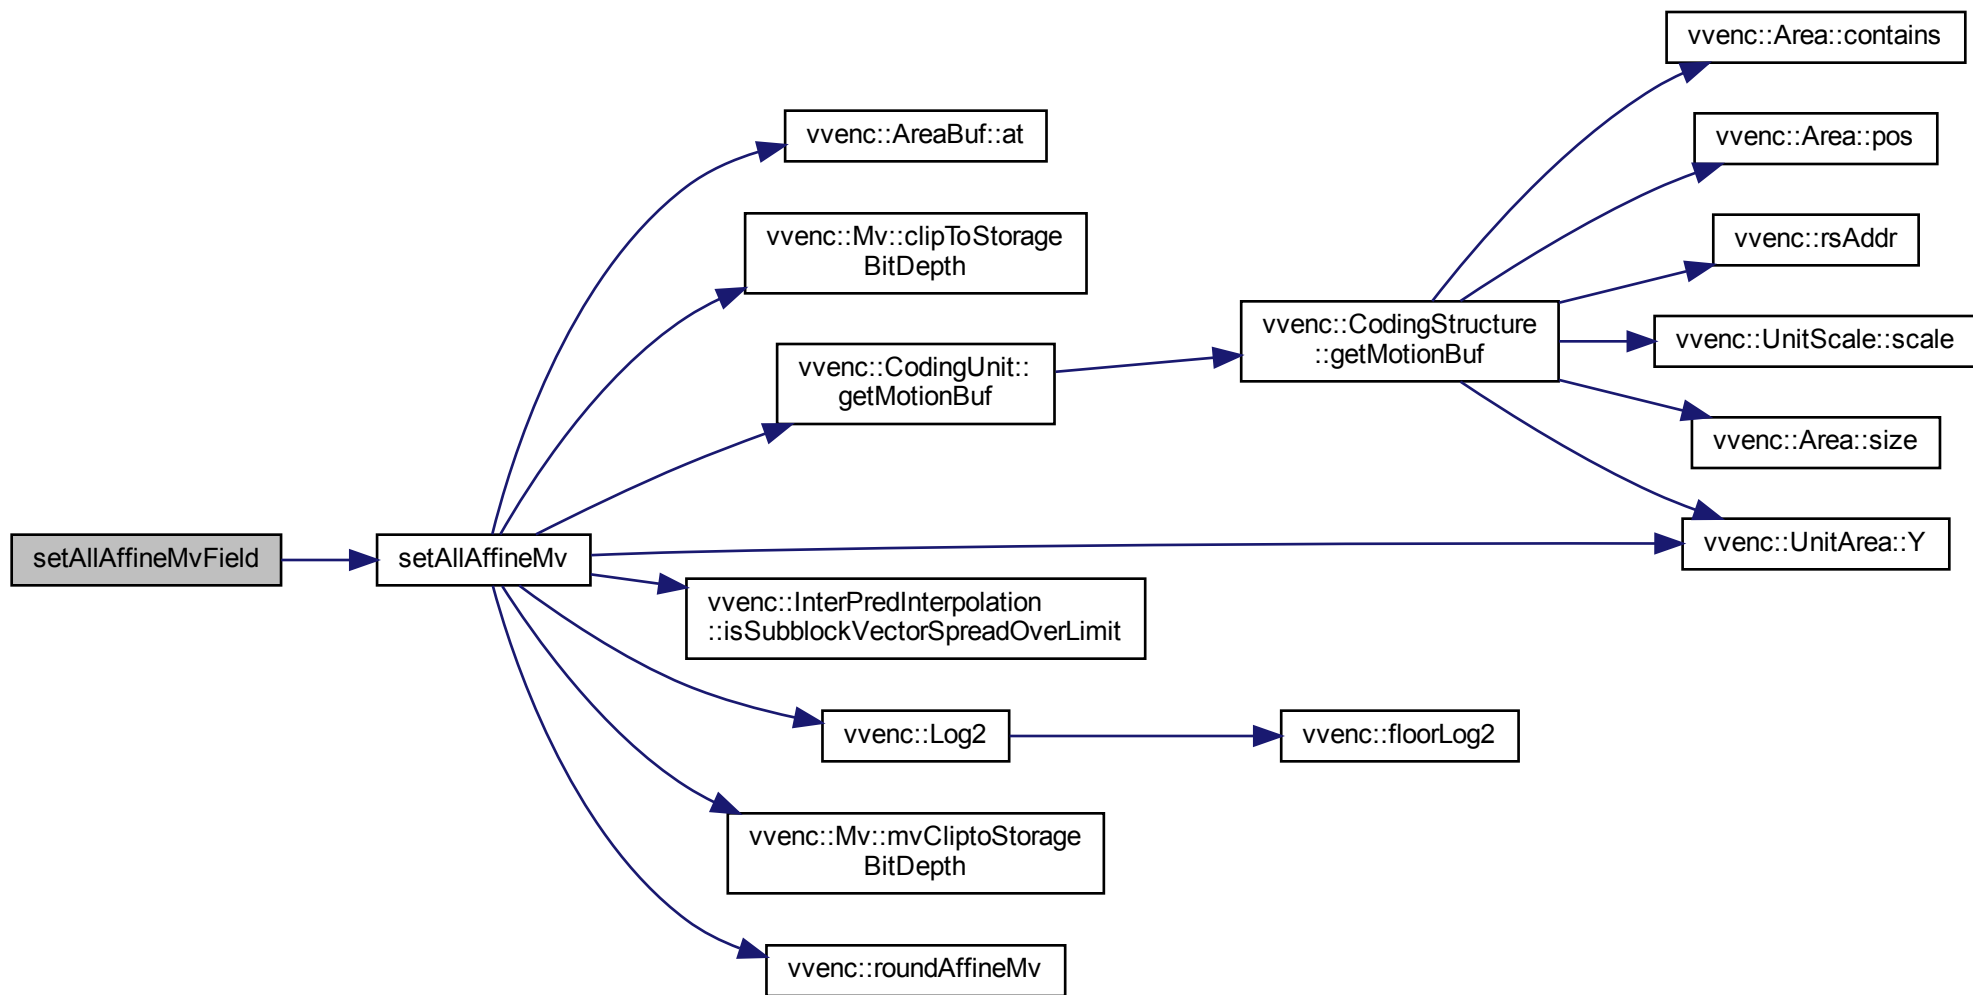 setAllAffineMvField
setAllAffineMv
vvenc::AreaBuf::at
vvenc::Mv::clipToStorage
BitDepth
vvenc::CodingUnit::
getMotionBuf
vvenc::InterPredInterpolation
::isSubblockVectorSpreadOverLimit
vvenc::Log2
vvenc::Mv::mvCliptoStorage
BitDepth
vvenc::roundAffineMv
vvenc::CodingStructure
::getMotionBuf
vvenc::floorLog2
vvenc::Area::contains
vvenc::Area::pos
vvenc::rsAddr
vvenc::UnitScale::scale
vvenc::Area::size
vvenc::UnitArea::Y